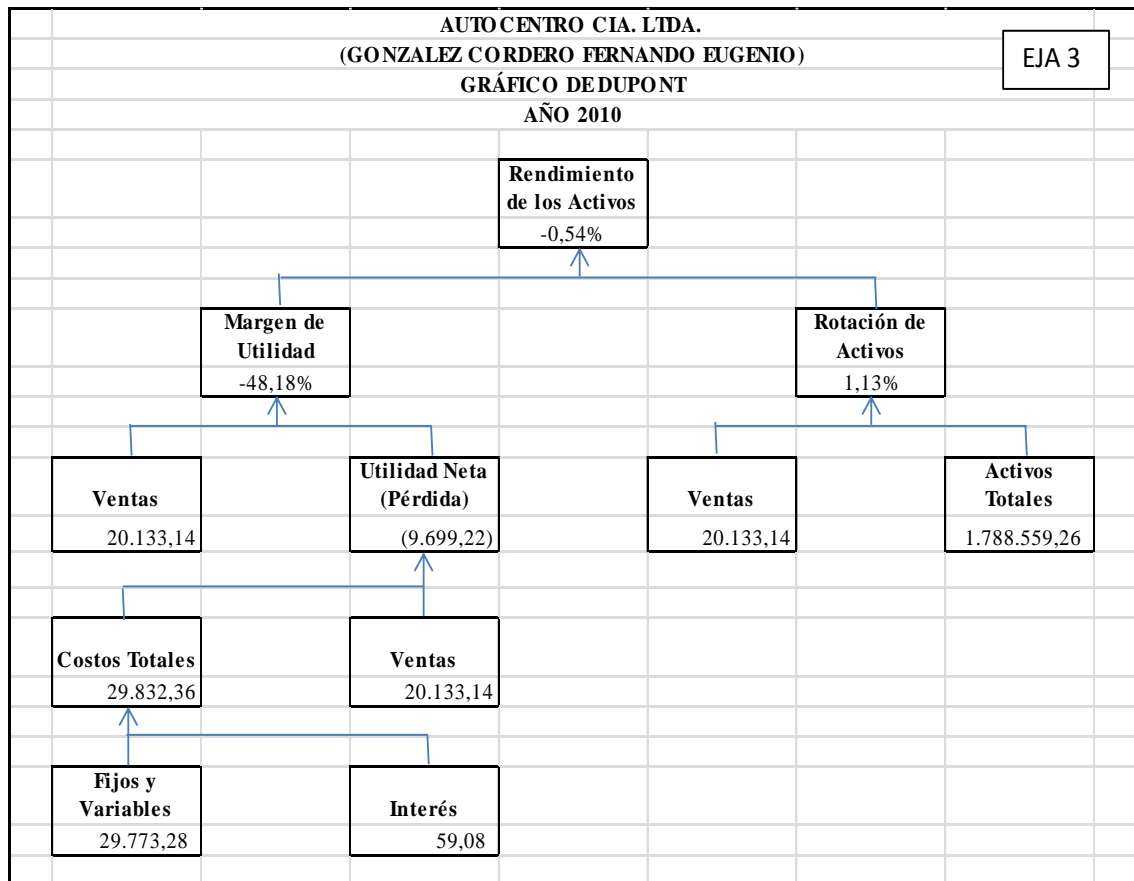 AUTOCENTRO CIA. LTDA.
(GONZALEZ CORDERO FERNANDO EUGENIO)
EJA 3
GRÁFICO DE DUPONT
AÑO 2010
Rendimiento
de los Activos
-0,54%
Margen de
Utilidad
-48,18%
Rotación de
Activos
1,13%
Ventas
20.133,14
Utilidad Neta
(Pérdida)
(9.699,22)
Ventas
20.133,14
Activos
Totales
1.788.559,26
Costos Totales
29.832,36
Ventas
20.133,14
Fijos y
Variables
29.773,28
Interés
59,08